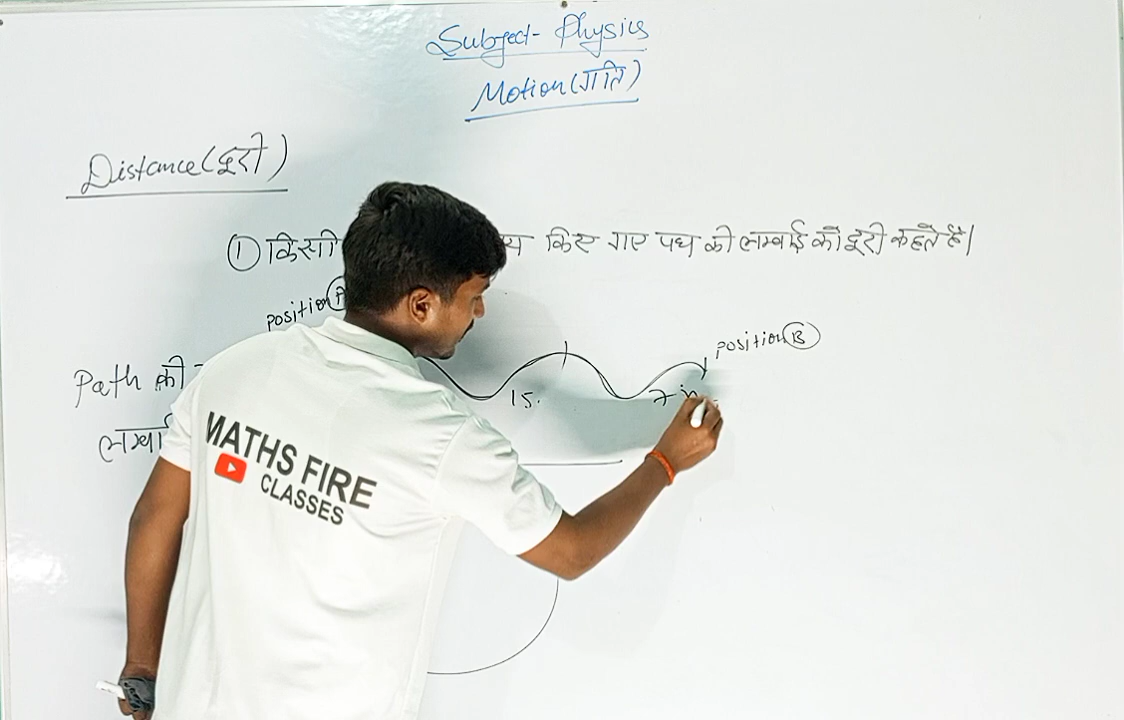 Subject- Physics
Motion(गति)
Distance(दूरी)
① किसी किए गए पथ की लम्बाई को दूरी कहते है।
position
position B
Path की
15.
MATHS FIRE
CLASSES